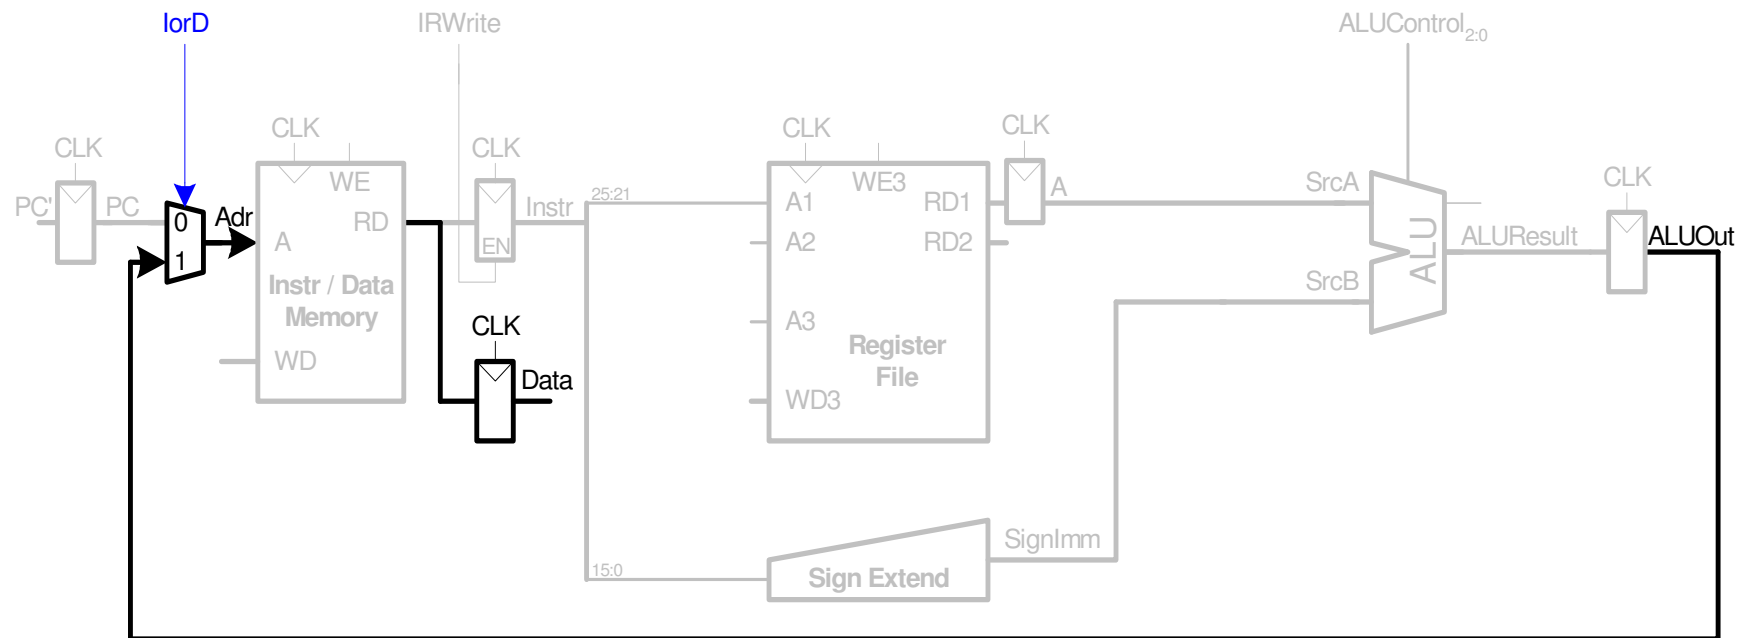 IorD
IRWrite
ALUControl2:0
CLK
CLK
CLK
CLK
CLK
CLK
PC'
PC
0
1
Adr
WE
RD
A
Instr / Data
Memory
WD
EN
Instr
25:21
CLK
Data
A1
A2
A3
WD3
WE3
RD1
RD2
Register
File
A
SrcA
SrcB
ALU
ALUResult
ALUOut
15:0
Sign Extend
SignImm